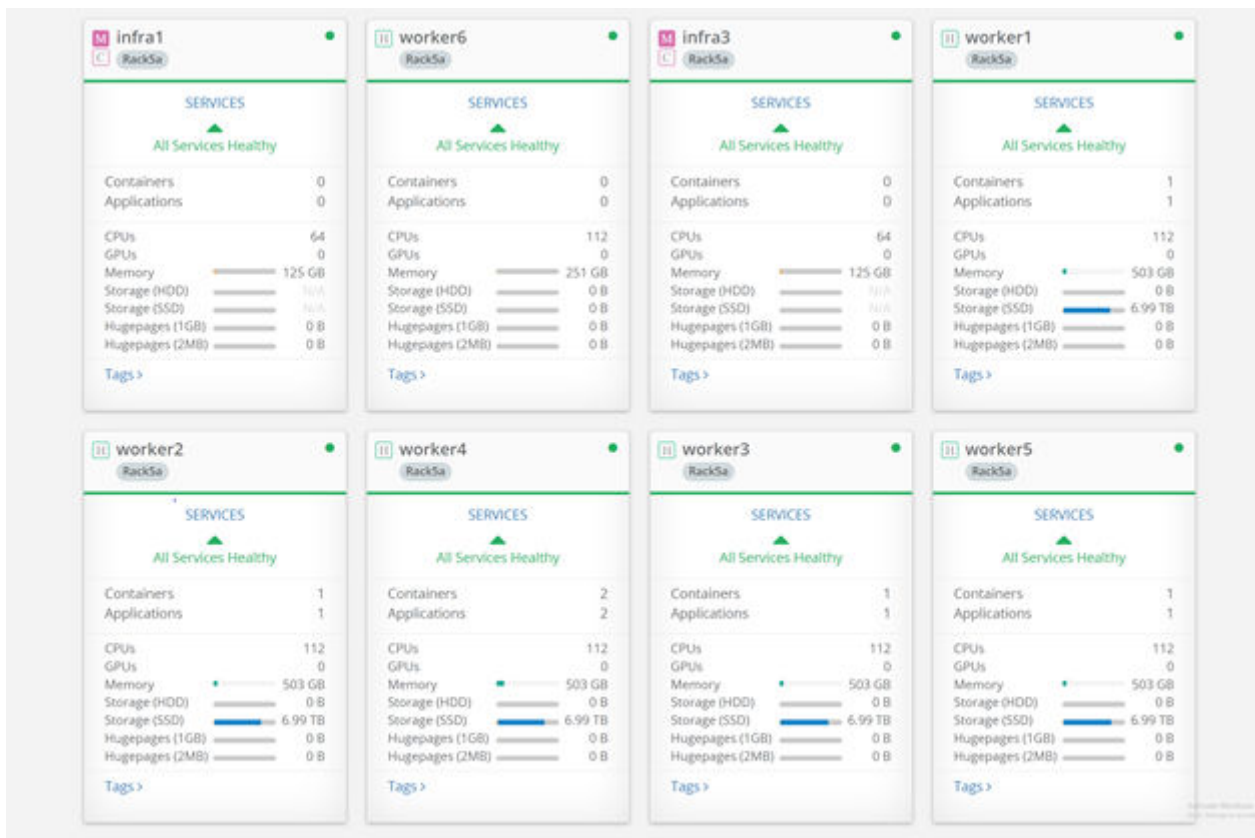 M infra1
C Rack5a
SERVICES
All Services Healthy
Containers 0
Applications 0
CPUs 64
GPUs 0
Memory 125 GB
Storage (HDD) N/A
Storage (SSD) N/A
Hugepages (1GB) 0 B
Hugepages (2MB) 0 B
Tags >
H worker6
Rack5a
SERVICES
All Services Healthy
Containers 0
Applications 0
CPUs 112
GPUs 0
Memory 251 GB
Storage (HDD) 0 B
Storage (SSD) 0 B
Hugepages (1GB) 0 B
Hugepages (2MB) 0 B
Tags >
M infra3
C Rack5a
SERVICES
All Services Healthy
Containers 0
Applications 0
CPUs 64
GPUs 0
Memory 125 GB
Storage (HDD) N/A
Storage (SSD) N/A
Hugepages (1GB) 0 B
Hugepages (2MB) 0 B
Tags >
H worker1
Rack5a
SERVICES
All Services Healthy
Containers 1
Applications 1
CPUs 112
GPUs 0
Memory 503 GB
Storage (HDD) 0 B
Storage (SSD) 6.99 TB
Hugepages (1GB) 0 B
Hugepages (2MB) 0 B
Tags >
H worker2
Rack5a
SERVICES
All Services Healthy
Containers 1
Applications 1
CPUs 112
GPUs 0
Memory 503 GB
Storage (HDD) 0 B
Storage (SSD) 6.99 TB
Hugepages (1GB) 0 B
Hugepages (2MB) 0 B
Tags >
H worker4
Rack5a
SERVICES
All Services Healthy
Containers 2
Applications 2
CPUs 112
GPUs 0
Memory 503 GB
Storage (HDD) 0 B
Storage (SSD) 6.99 TB
Hugepages (1GB) 0 B
Hugepages (2MB) 0 B
Tags >
H worker3
Rack5a
SERVICES
All Services Healthy
Containers 1
Applications 1
CPUs 112
GPUs 0
Memory 503 GB
Storage (HDD) 0 B
Storage (SSD) 6.99 TB
Hugepages (1GB) 0 B
Hugepages (2MB) 0 B
Tags >
H worker5
Rack5a
SERVICES
All Services Healthy
Containers 1
Applications 1
CPUs 112
GPUs 0
Memory 503 GB
Storage (HDD) 0 B
Storage (SSD) 6.99 TB
Hugepages (1GB) 0 B
Hugepages (2MB) 0 B
Tags >